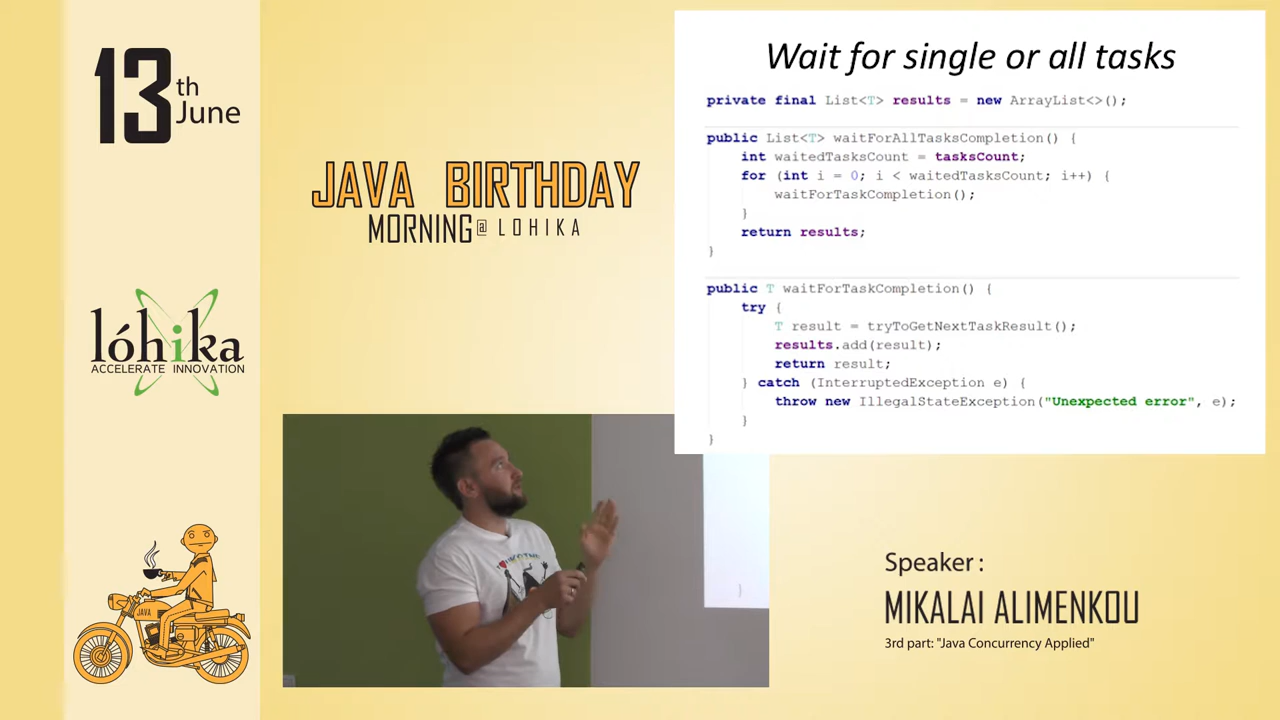 13th
June
lóhika
ACCELERATE INNOVATION
JAVA
JAVA BIRTHDAY
MORNING@LOHIKA
Wait for single or all tasks
private final List<T> results = new ArrayList<>();
public List<T> waitForAllTasksCompletion() {
int waitedTasksCount = tasksCount;
for (int i = 0; i < waitedTasksCount; i++) {
waitForTaskCompletion();
}
return results;
}
public T waitForTaskCompletion() {
try {
T result = tryToGetNextTaskResult();
results.add(result);
return result;
} catch (InterruptedException e) {
throw new IllegalStateException("Unexpected error", e);
}
}
Speaker :
MIKALAI ALIMENKOU
3rd part: "Java Concurrency Applied"